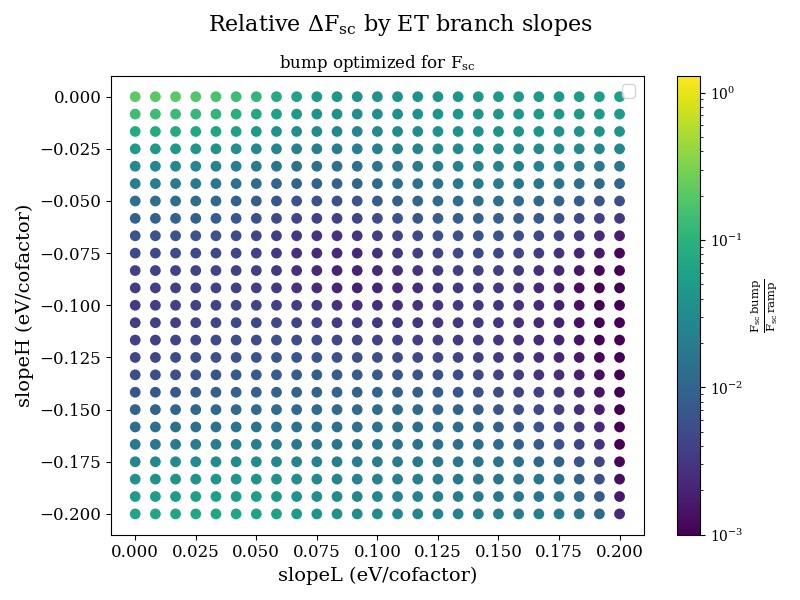 Relative ΔF_sc by ET branch slopes
bump optimized for F_sc
0.000
−0.025
−0.050
−0.075
−0.100
−0.125
−0.150
−0.175
−0.200
slopeH (eV/cofactor)
0.000 0.025 0.050 0.075 0.100 0.125 0.150 0.175 0.200
slopeL (eV/cofactor)
10⁰
10⁻¹
10⁻²
10⁻³
F_sc bump
F_sc ramp